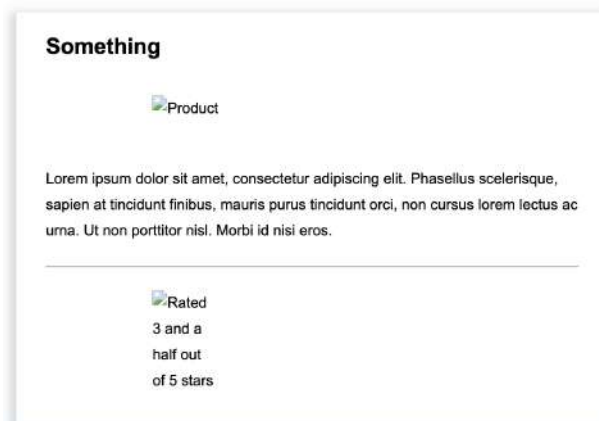 Something
Product
Lorem ipsum dolor sit amet, consectetur adipiscing elit. Phasellus scelerisque,
sapien at tincidunt finibus, mauris purus tincidunt orci, non cursus lorem lectus ac
urna. Ut non porttitor nisl. Morbi id nisi eros.
Rated
3 and a
half out
of 5 stars